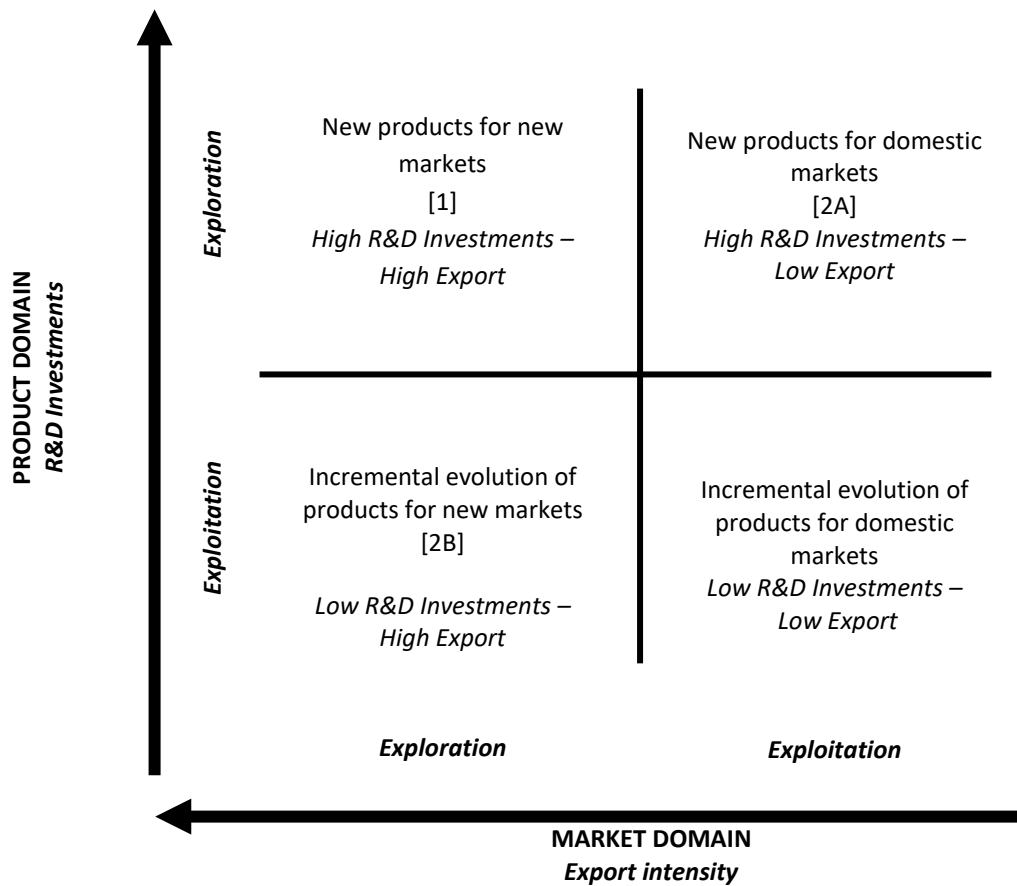 PRODUCT DOMAIN
R&D Investments
Exploration
New products for new
markets
[1]
High R&D Investments –
High Export
New products for domestic
markets
[2A]
High R&D Investments –
Low Export
Exploitation
Incremental evolution of
products for new markets
[2B]
Low R&D Investments –
High Export
Incremental evolution of
products for domestic
markets
Low R&D Investments –
Low Export
Exploration
Exploitation
MARKET DOMAIN
Export intensity